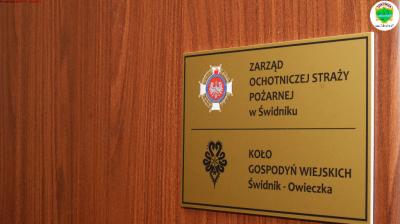 ZARZĄD
OCHOTNICZEJ STRAŻY
POŻARNEJ
w Świdniku
KOŁO
GOSPODYŃ WIEJSKICH
Świdnik - Owieczka